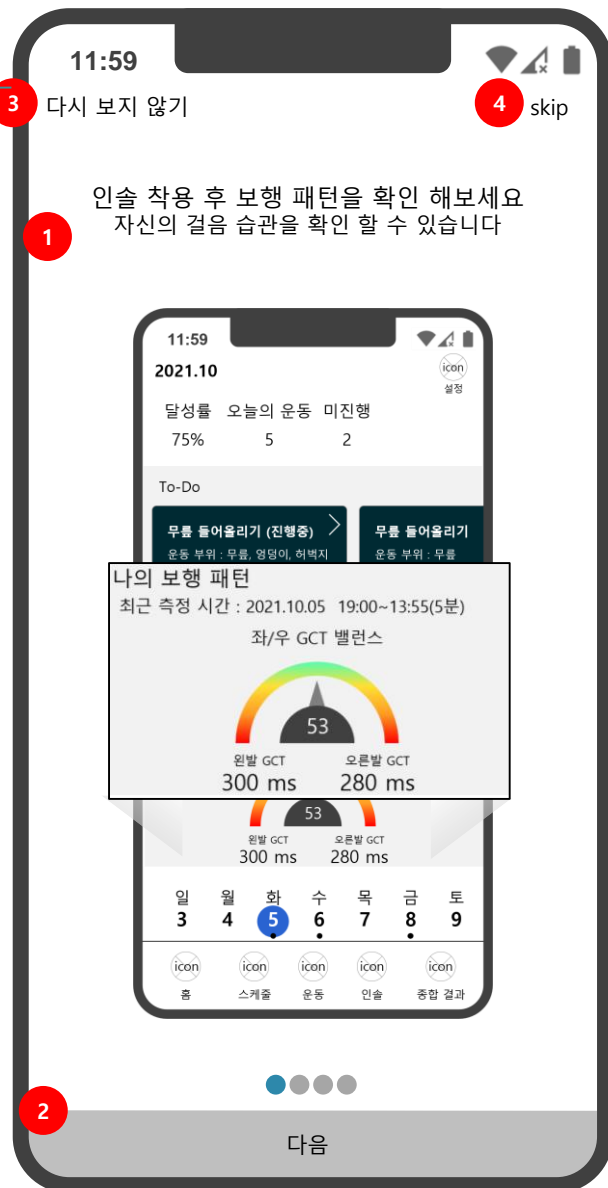 11:59
3 다시 보지 않기
4 skip
인솔 착용 후 보행 패턴을 확인 해보세요
1
자신의 걸음 습관을 확인 할 수 있습니다
11:59
2021.10
icon
설정
달성률 오늘의 운동 미진행
75% 5 2
To-Do
무릎 들어올리기 (진행중) 무릎 들어올리기
운동 부위 : 무릎, 엉덩이, 허벅지 운동 부위 : 무릎
나의 보행 패턴
최근 측정 시간 : 2021.10.05 19:00~13:55(5분)
좌/우 GCT 밸런스
53
왼발 GCT 오른발 GCT
300 ms 280 ms
53
왼발 GCT 오른발 GCT
300 ms 280 ms
일 월 화 수 목 금 토
3 4 5 6 7 8 9
icon icon icon icon icon
홈 스케줄 운동 인솔 종합 결과
2
다음